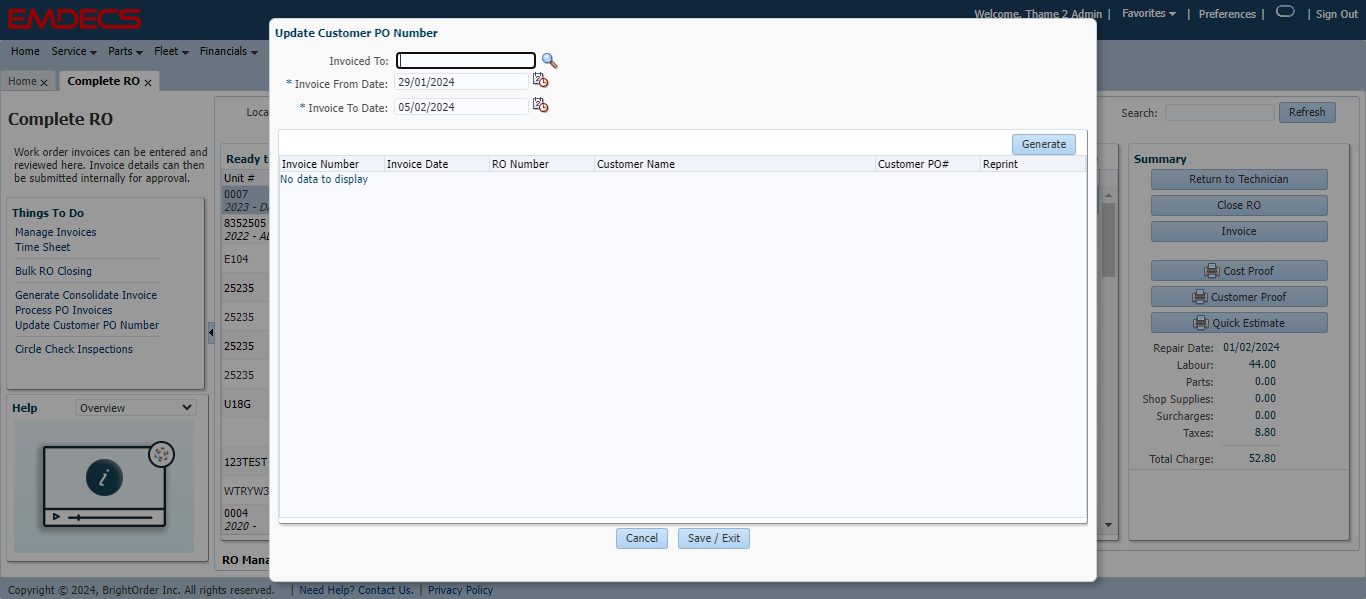 EMDECS
Welcome, Thame 2 Admin | Favorites | Preferences | | Sign Out
Home Service Parts Fleet Financials
Home x Complete RO x
Update Customer PO Number
Invoiced To:
* Invoice From Date: 29/01/2024
* Invoice To Date: 05/02/2024
Generate
Invoice Number Invoice Date RO Number Customer Name Customer PO# Reprint
No data to display
Cancel Save / Exit
Complete RO
Work order invoices can be entered and
reviewed here. Invoice details can then
be submitted internally for approval.
Things To Do
Manage Invoices
Time Sheet
Bulk RO Closing
Generate Consolidate Invoice
Process PO Invoices
Update Customer PO Number
Circle Check Inspections
Help Overview
i
Ready
Unit #
0007
2023 -
8352505
2022 -
E104
25235
25235
25235
25235
U18G
123TEST
0004
2020 -
RO
Search: Refresh
Summary
Return to Technician
Close RO
Invoice
Cost Proof
Customer Proof
Quick Estimate
Repair Date: 01/02/2024
Labour: 44.00
Parts: 0.00
Shop Supplies: 0.00
Surcharges: 0.00
Taxes: 8.80
Total Charge: 52.80
Copyright © 2024, BrightOrder Inc. All rights reserved. | Need Help? Contact Us. | Privacy Policy